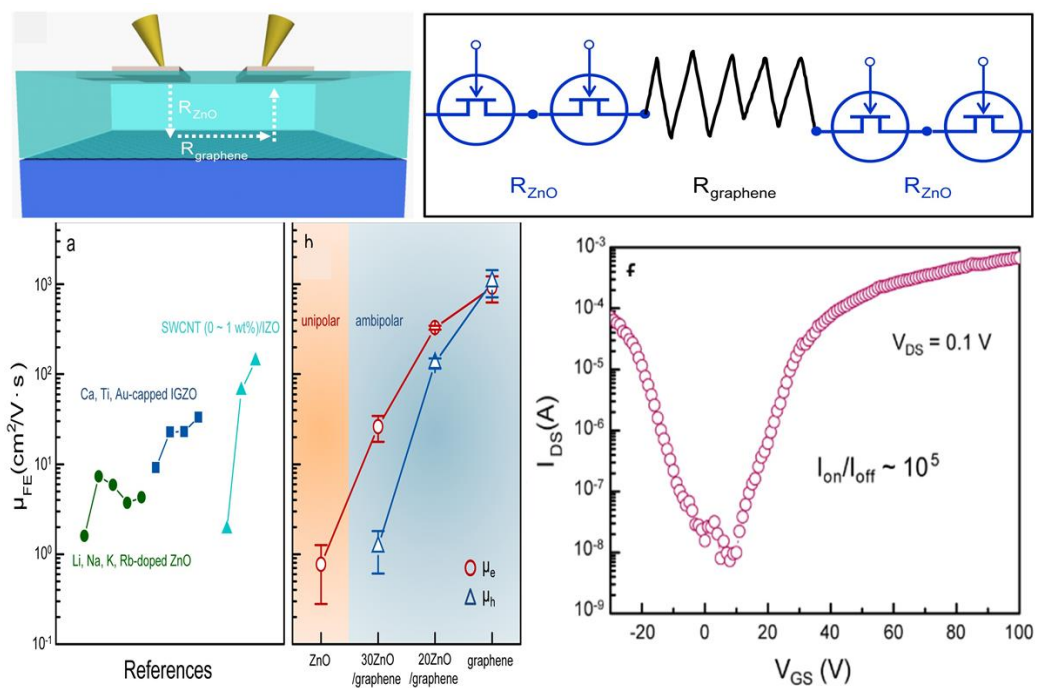 R_ZnO
R_graphene
R_ZnO
R_graphene
R_ZnO
a
μ_FE(cm²/V · s)
10³
10²
10¹
10⁰
10⁻¹
SWCNT (0 ~ 1 wt%)/IZO
Ca, Ti, Au-capped IGZO
Li, Na, K, Rb-doped ZnO
References
h
unipolar
ambipolar
μ_e
μ_h
ZnO
30ZnO
/graphene
20ZnO
/graphene
graphene
f
I_DS(A)
10⁻³
10⁻⁴
10⁻⁵
10⁻⁶
10⁻⁷
10⁻⁸
10⁻⁹
V_DS = 0.1 V
I_on/I_off ~ 10⁵
-20
0
20
40
60
80
100
V_GS (V)